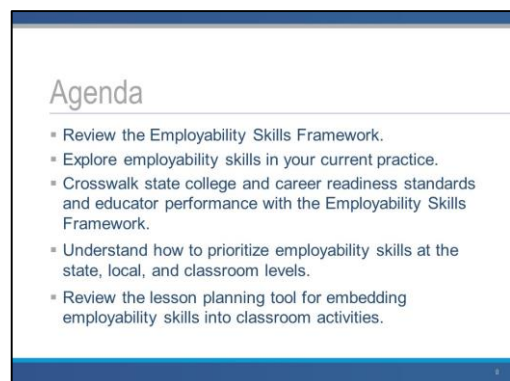 Agenda
▪ Review the Employability Skills Framework.
▪ Explore employability skills in your current practice.
▪ Crosswalk state college and career readiness standards
and educator performance with the Employability Skills
Framework.
▪ Understand how to prioritize employability skills at the
state, local, and classroom levels.
▪ Review the lesson planning tool for embedding
employability skills into classroom activities.